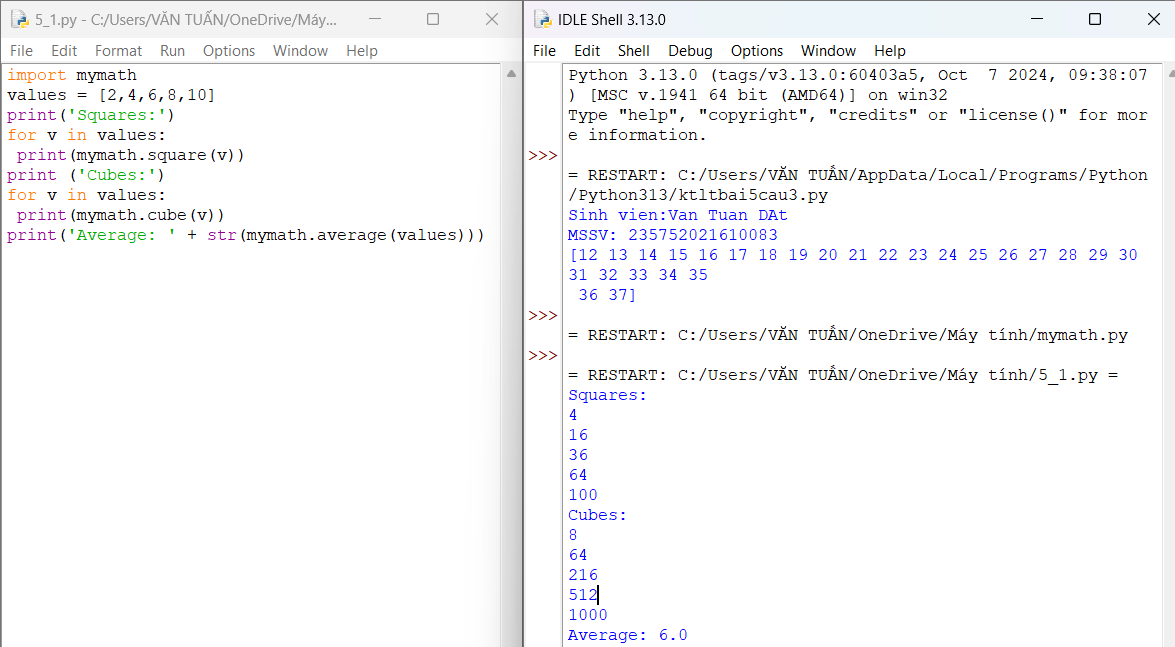 5_1.py - C:/Users/VĂN TUẤN/OneDrive/Máy...
File Edit Format Run Options Window Help
import mymath
values = [2,4,6,8,10]
print('Squares:')
for v in values:
 print(mymath.square(v))
print ('Cubes:')
for v in values:
 print(mymath.cube(v))
print('Average: ' + str(mymath.average(values)))
IDLE Shell 3.13.0
File Edit Shell Debug Options Window Help
Python 3.13.0 (tags/v3.13.0:60403a5, Oct  7 2024, 09:38:07
) [MSC v.1941 64 bit (AMD64)] on win32
Type "help", "copyright", "credits" or "license()" for mor
e information.
>>>
= RESTART: C:/Users/VĂN TUẤN/AppData/Local/Programs/Python
/Python313/ktltbai5cau3.py
Sinh vien:Van Tuan DAt
MSSV: 235752021610083
[12 13 14 15 16 17 18 19 20 21 22 23 24 25 26 27 28 29 30
31 32 33 34 35
 36 37]
>>>
= RESTART: C:/Users/VĂN TUẤN/OneDrive/Máy tính/mymath.py
>>>
= RESTART: C:/Users/VĂN TUẤN/OneDrive/Máy tính/5_1.py =
Squares:
4
16
36
64
100
Cubes:
8
64
216
512
1000
Average: 6.0